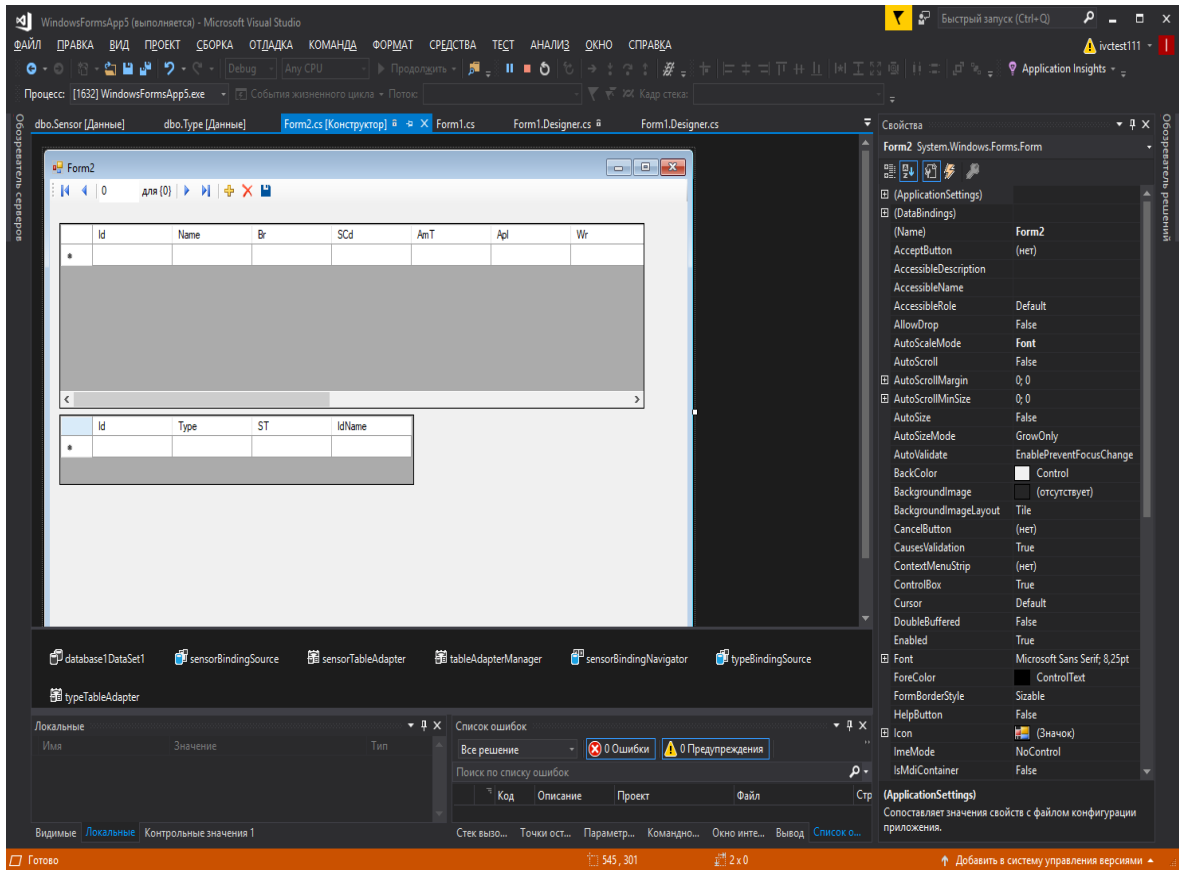 WindowsFormsApp5 (выполняется) - Microsoft Visual Studio
Быстрый запуск (Ctrl+Q)
ФАЙЛ ПРАВКА ВИД ПРОЕКТ СБОРКА ОТЛАДКА КОМАНДА ФОРМАТ СРЕДСТВА ТЕСТ АНАЛИЗ ОКНО СПРАВКА
ivctest111
Debug Any CPU Продолжить Application Insights
Процесс: [1632] WindowsFormsApp5.exe События жизненного цикла Поток: Кадр стека:
Обозреватель серверов
dbo.Sensor [Данные] dbo.Type [Данные] Form2.cs [Конструктор] Form1.cs Form1.Designer.cs Form1.Designer.cs
Form2
0 для {0}
Id Name Br SCd AmT Apl Wr
Id Type ST IdName
database1DataSet1 sensorBindingSource sensorTableAdapter tableAdapterManager sensorBindingNavigator typeBindingSource
typeTableAdapter
Локальные
Имя Значение Тип
Видимые Локальные Контрольные значения 1
Список ошибок
Все решение 0 Ошибки 0 Предупреждения
Поиск по списку ошибок
Код Описание Проект Файл Стр
Стек вызо... Точки ост... Параметр... Командно... Окно инте... Вывод Список о...
Свойства
Form2 System.Windows.Forms.Form
(ApplicationSettings)
(DataBindings)
(Name) Form2
AcceptButton (нет)
AccessibleDescription
AccessibleName
AccessibleRole Default
AllowDrop False
AutoScaleMode Font
AutoScroll False
AutoScrollMargin 0; 0
AutoScrollMinSize 0; 0
AutoSize False
AutoSizeMode GrowOnly
AutoValidate EnablePreventFocusChange
BackColor Control
BackgroundImage (отсутствует)
BackgroundImageLayout Tile
CancelButton (нет)
CausesValidation True
ContextMenuStrip (нет)
ControlBox True
Cursor Default
DoubleBuffered False
Enabled True
Font Microsoft Sans Serif; 8,25pt
ForeColor ControlText
FormBorderStyle Sizable
HelpButton False
Icon (Значок)
ImeMode NoControl
IsMdiContainer False
(ApplicationSettings)
Сопоставляет значения свойств с файлом конфигурации
приложения.
Обозреватель решений
Готово 545 , 301 2 x 0 Добавить в систему управления версиями